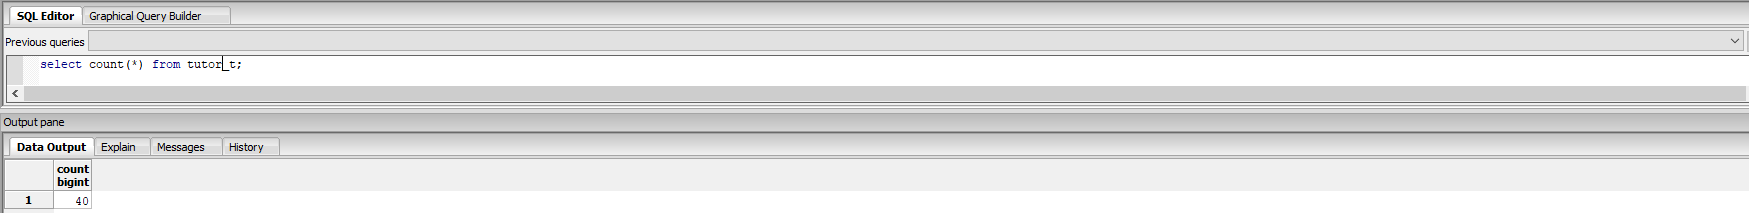 SQL Editor Graphical Query Builder
Previous queries
select count(*) from tutor_t;
Output pane
Data Output Explain Messages History
count
bigint
1 40